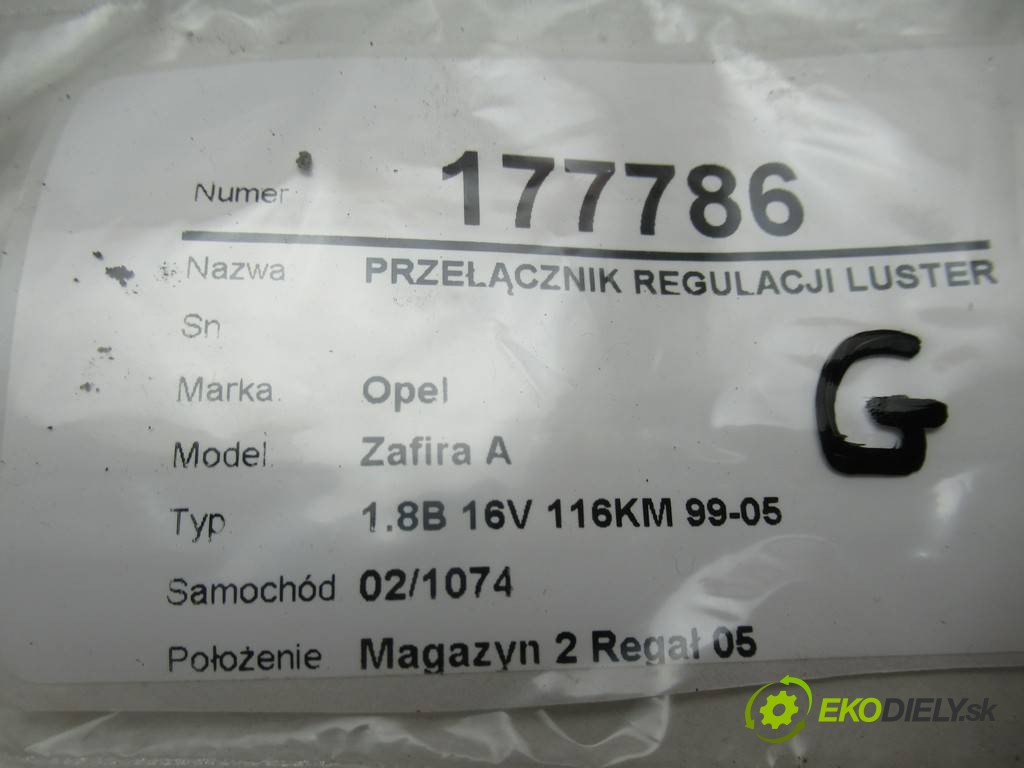 Numer 177786
Nazwa PRZEŁĄCZNIK REGULACJI LUSTER
Sn
Marka Opel
Model Zafira A
Typ 1.8B 16V 116KM 99-05
Samochód 02/1074
Położenie Magazyn 2 Regał 05
G
EKODIELY.sk